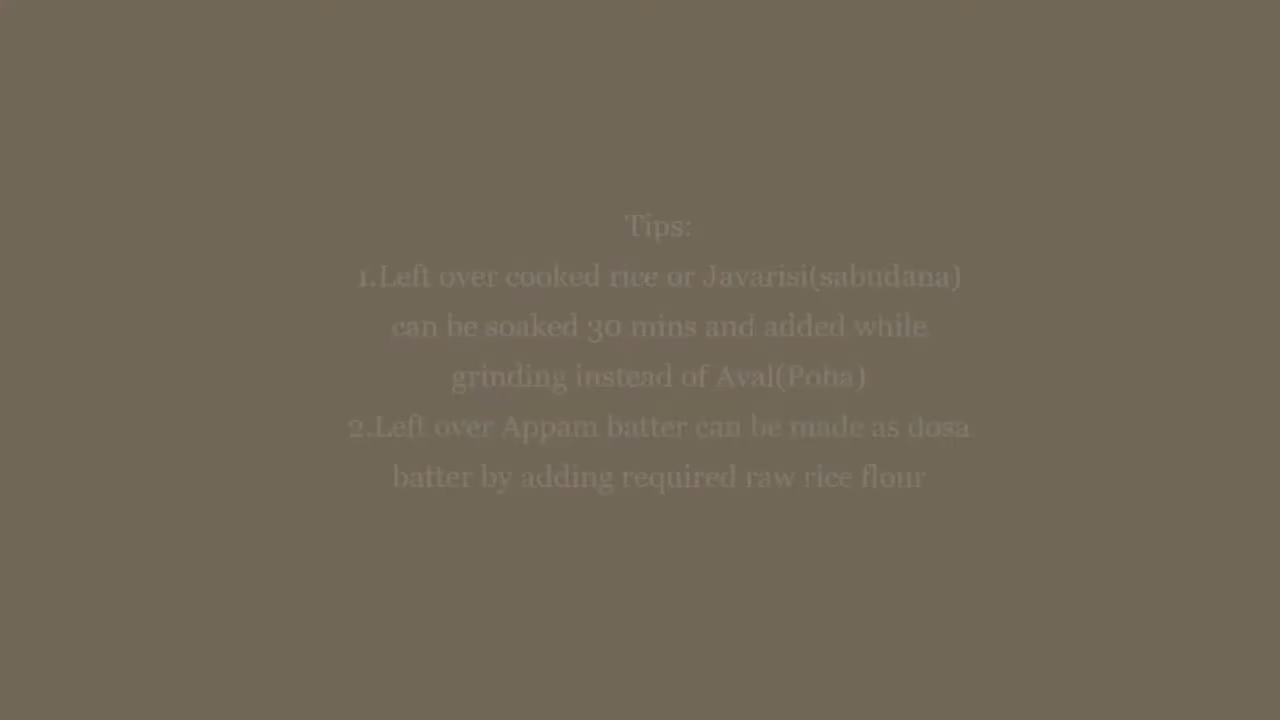 Tips:
1.Left over cooked rice or Javarisi(sabudana)
can be soaked 30 mins and added while
grinding instead of Aval(Poha)
2.Left over Appam batter can be made as dosa
batter by adding required raw rice flour